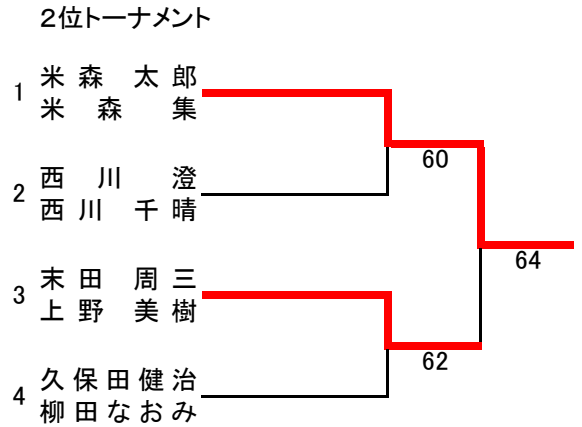 ２位トーナメント
1 米森 太郎
米森 集
60
2 西川 澄
西川 千晴
64
3 末田 周三
上野 美樹
62
4 久保田健治
柳田なおみ